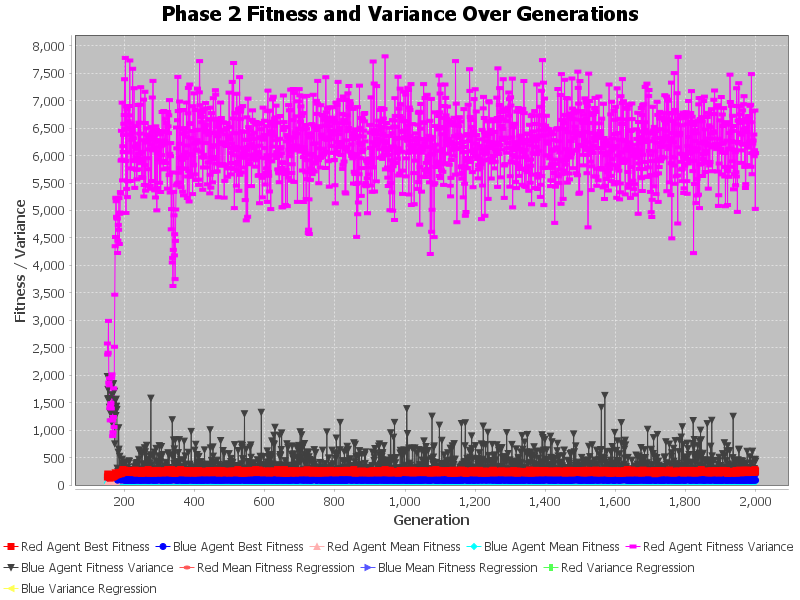 Phase 2 Fitness and Variance Over Generations
8,000
7,500
7,000
6,500
6,000
5,500
5,000
4,500
4,000
3,500
3,000
2,500
2,000
1,500
1,000
500
0
Fitness / Variance
200 400 600 800 1,000 1,200 1,400 1,600 1,800 2,000
Generation
Red Agent Best Fitness Blue Agent Best Fitness Red Agent Mean Fitness Blue Agent Mean Fitness Red Agent Fitness Variance
Blue Agent Fitness Variance Red Mean Fitness Regression Blue Mean Fitness Regression Red Variance Regression
Blue Variance Regression